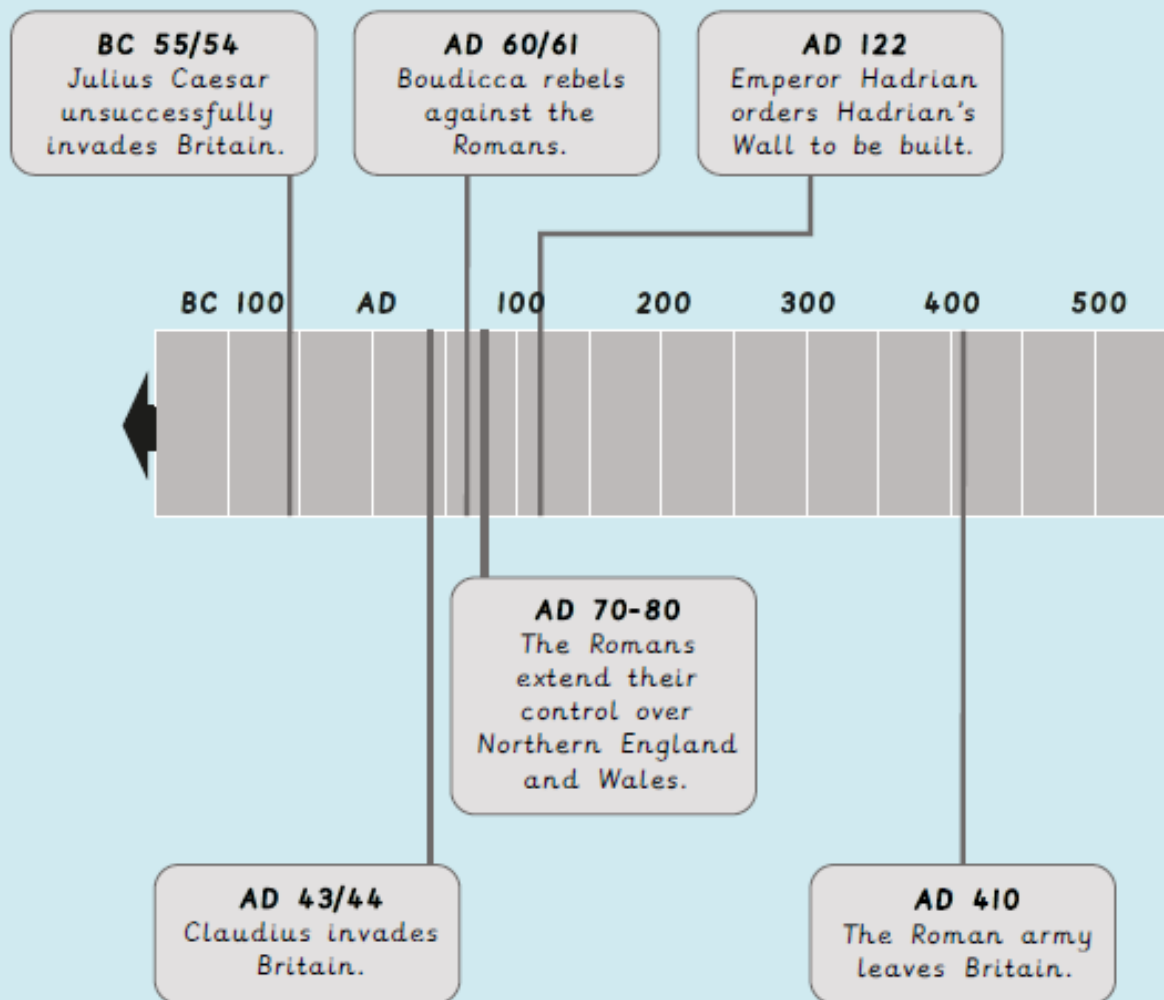 BC 55/54
Julius Caesar
unsuccessfully
invades Britain.
AD 60/61
Boudicca rebels
against the
Romans.
AD 122
Emperor Hadrian
orders Hadrian's
Wall to be built.
BC 100 AD 100 200 300 400 500
AD 70-80
The Romans
extend their
control over
Northern England
and Wales.
AD 43/44
Claudius invades
Britain.
AD 410
The Roman army
leaves Britain.